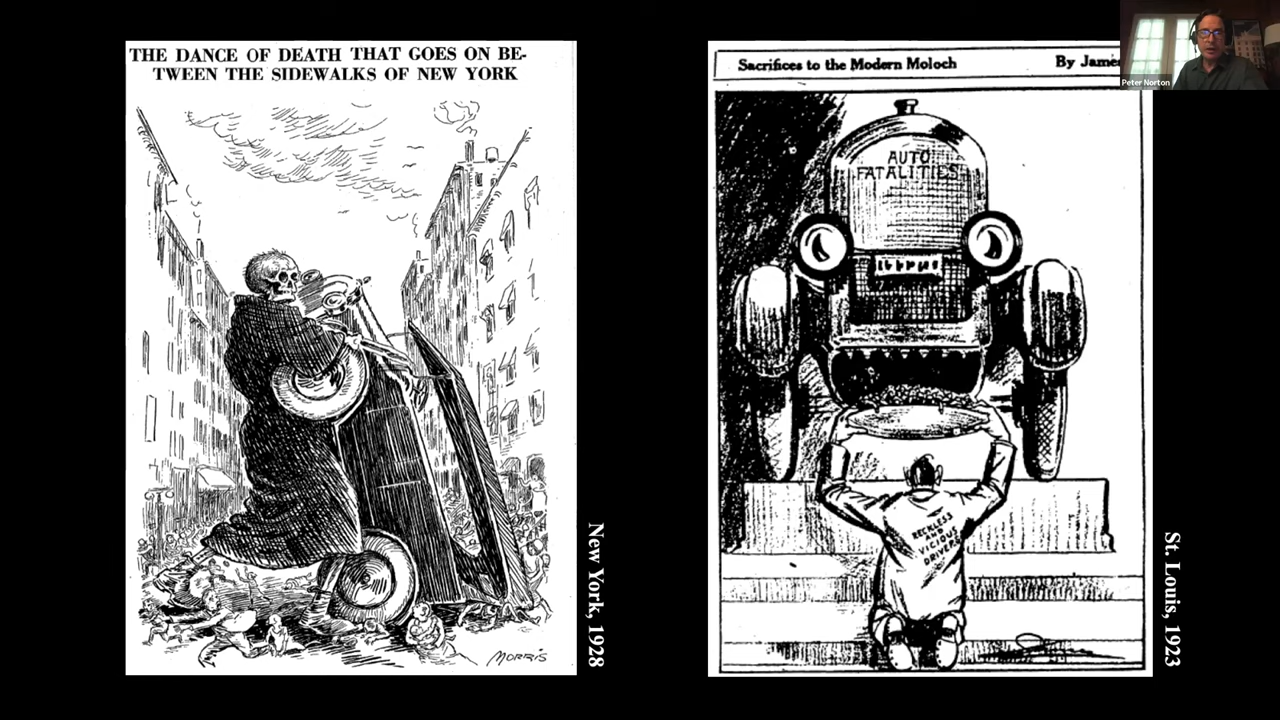 THE DANCE OF DEATH THAT GOES ON BE-
TWEEN THE SIDEWALKS OF NEW YORK
MORRIS
New York, 1928
Sacrifices to the Modern Moloch
By James
AUTO
FATALITIES
RECKLESS
AND
VICIOUS
DRIVERS
St. Louis, 1923
Peter Norton